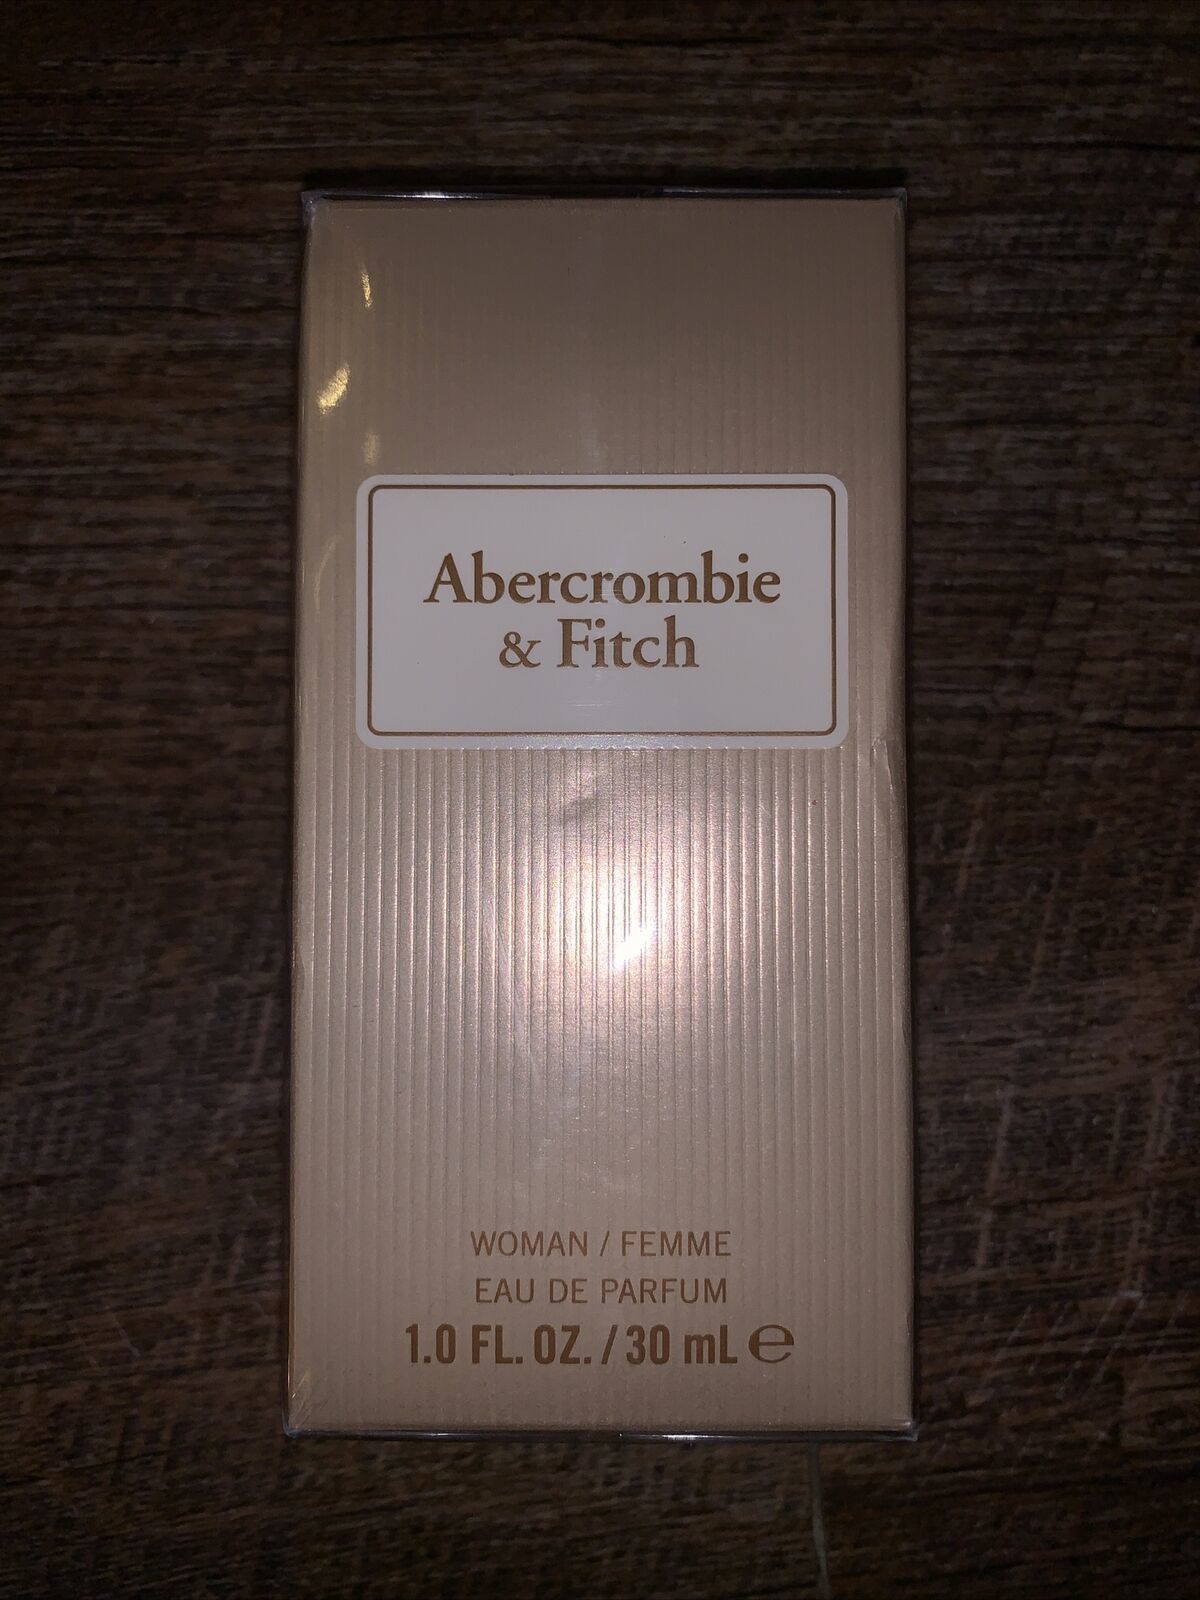 Abercrombie
& Fitch
WOMAN / FEMME
EAU DE PARFUM
1.0 FL. OZ. / 30 mL ℮